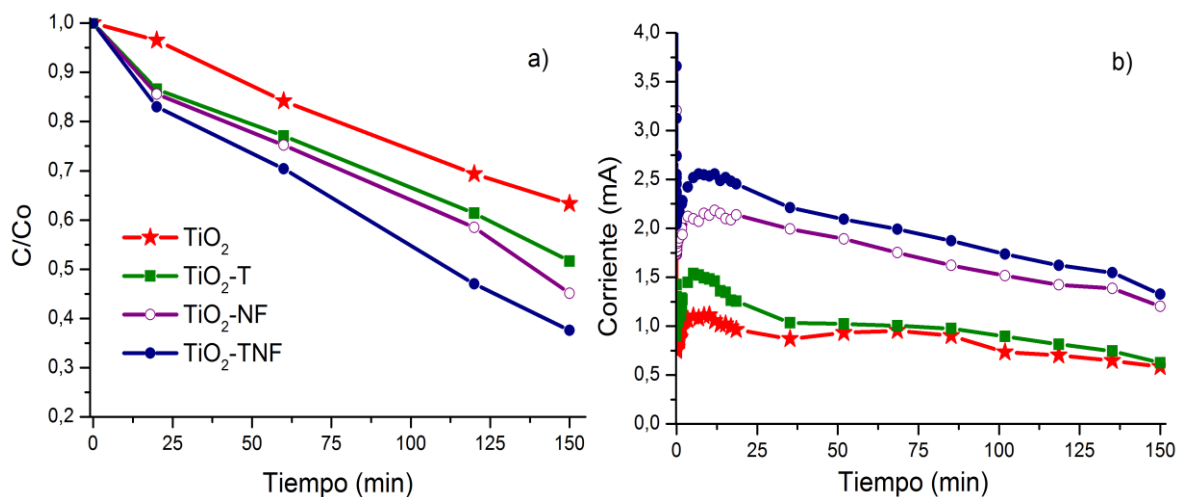 a)
C/Co
1,0
0,9
0,8
0,7
0,6
0,5
0,4
0,3
0,2
TiO₂
TiO₂-T
TiO₂-NF
TiO₂-TNF
0 25 50 75 100 125 150
Tiempo (min)
b)
Corriente (mA)
4,0
3,5
3,0
2,5
2,0
1,5
1,0
0,5
0,0
0 25 50 75 100 125 150
Tiempo (min)